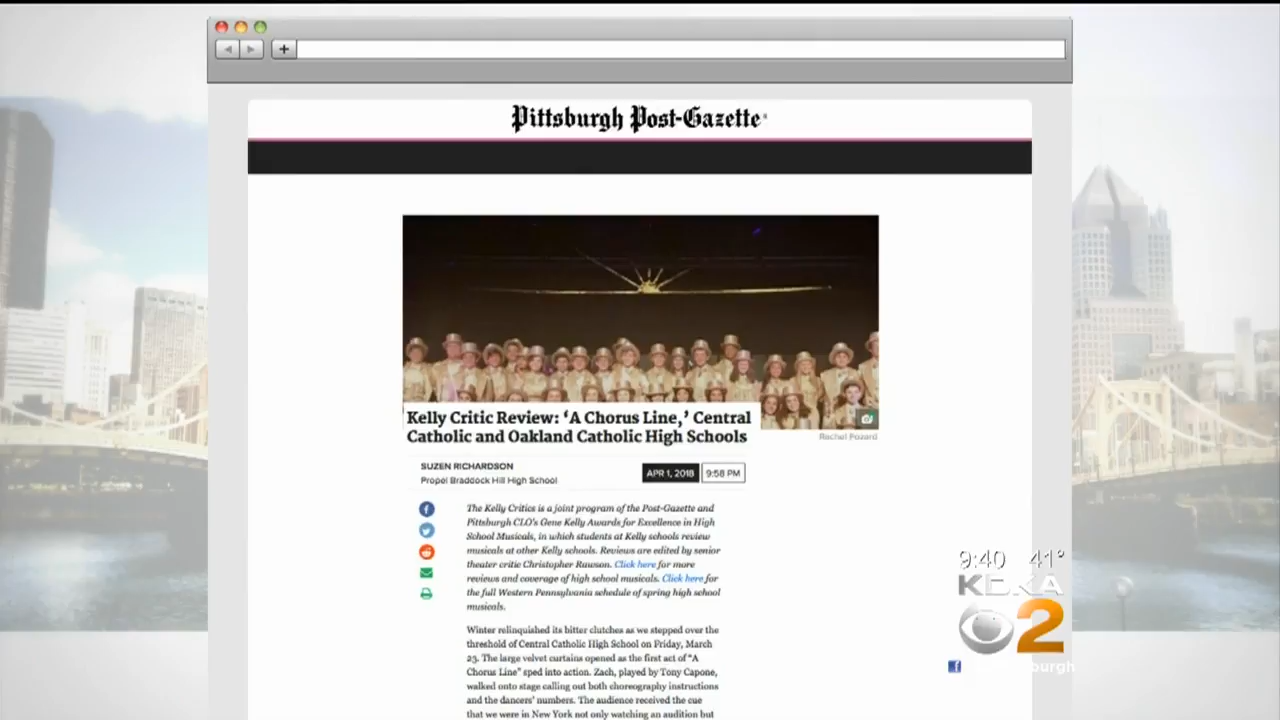 Pittsburgh Post-Gazette
Kelly Critic Review: ‘A Chorus Line,’ Central
Catholic and Oakland Catholic High Schools
Rachel Pozard
SUZEN RICHARDSON
Propel Braddock Hill High School
APR 1, 2018
9:58 PM
The Kelly Critics is a joint program of the Post-Gazette and
Pittsburgh CLO's Gene Kelly Awards for Excellence in High
School Musicals, in which students at Kelly schools review
musicals at other Kelly schools. Reviews are edited by senior
theater critic Christopher Rawson. Click here for more
reviews and coverage of high school musicals. Click here for
the full Western Pennsylvania schedule of spring high school
musicals.
Winter relinquished its bitter clutches as we stepped over the
threshold of Central Catholic High School on Friday, March
23. The large velvet curtains opened as the first act of “A
Chorus Line” sped into action. Zach, played by Tony Capone,
walked onto stage calling out both choreography instructions
and the dancers' numbers. The audience received the cue
that we were in New York not only watching an audition but
9:40 41°
KDKA
2